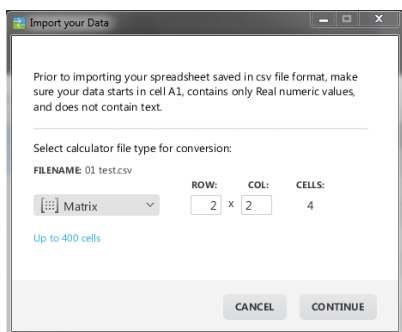 Import your Data
Prior to importing your spreadsheet saved in csv file format, make
sure your data starts in cell A1, contains only Real numeric values,
and does not contain text.
Select calculator file type for conversion:
FILENAME: 01 test.csv
ROW: COL: CELLS:
[:::] Matrix 2 x 2 4
Up to 400 cells
CANCEL CONTINUE